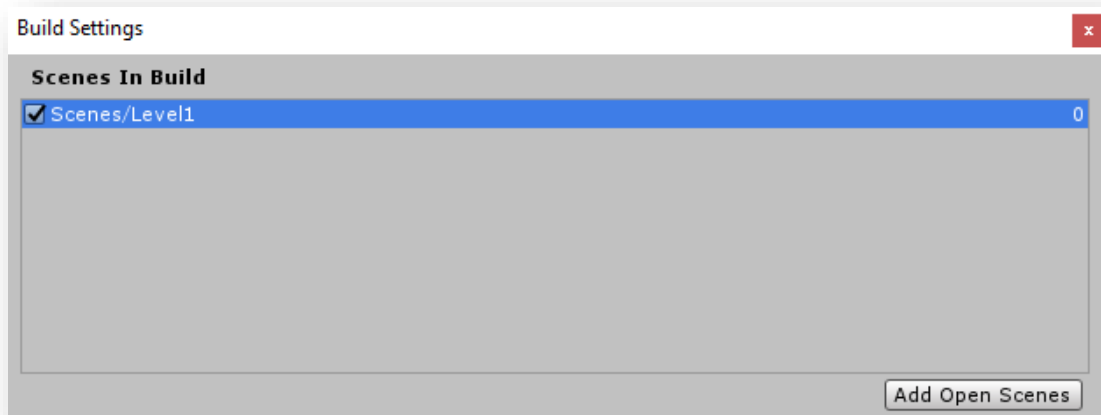 Build Settings
x
Scenes In Build
Scenes/Level1 0
Add Open Scenes